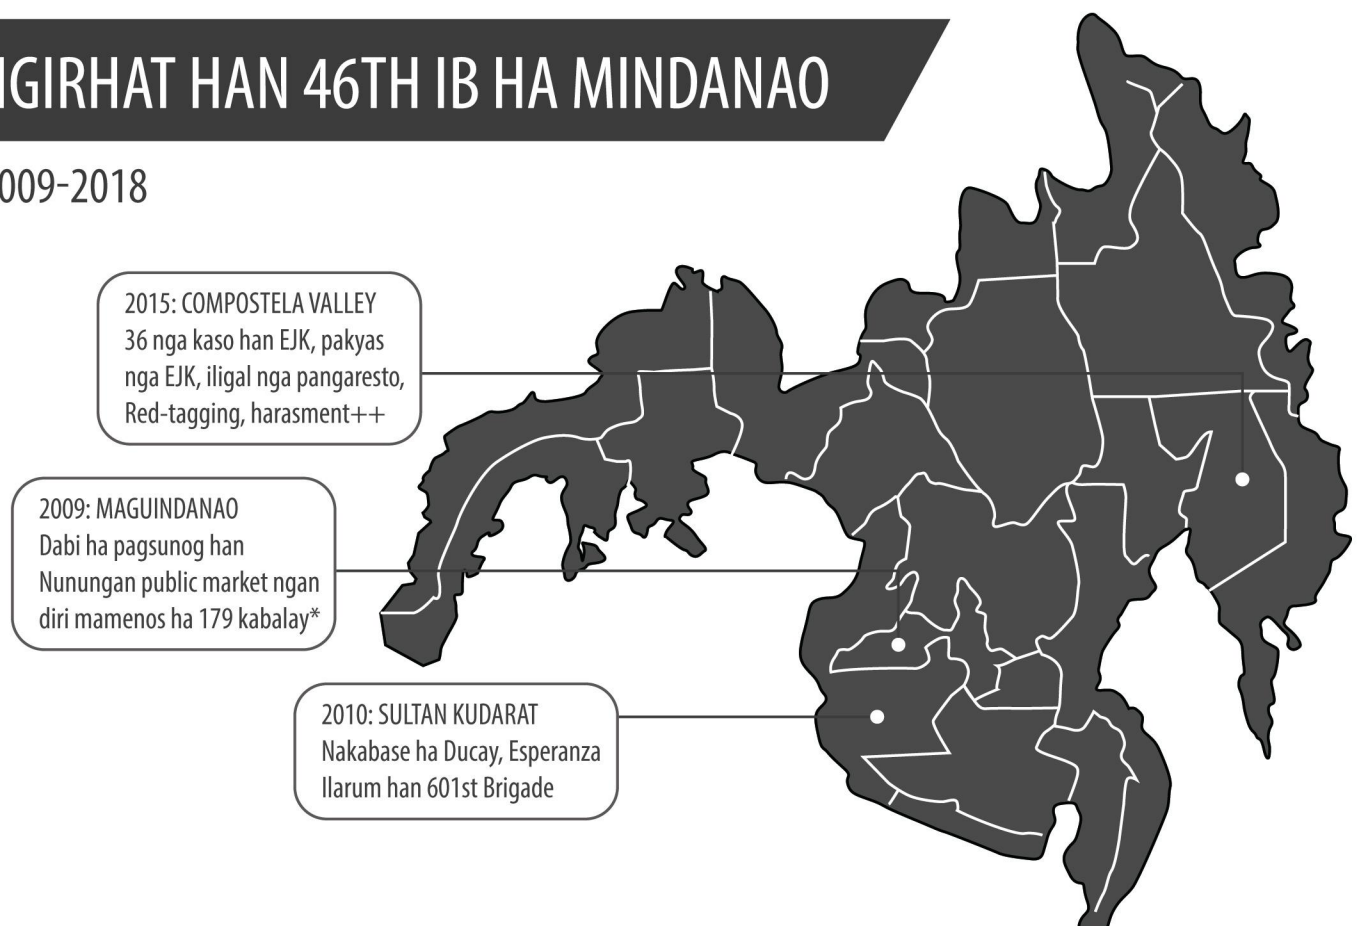 NGIRHAT HAN 46TH IB HA MINDANAO
009-2018
2015: COMPOSTELA VALLEY
36 nga kaso han EJK, pakyas
nga EJK, iligal nga pangaresto,
Red-tagging, harasment++
2009: MAGUINDANAO
Dabi ha pagsunog han
Nunungan public market ngan
diri mamenos ha 179 kabalay*
2010: SULTAN KUDARAT
Nakabase ha Ducay, Esperanza
Ilarum han 601st Brigade